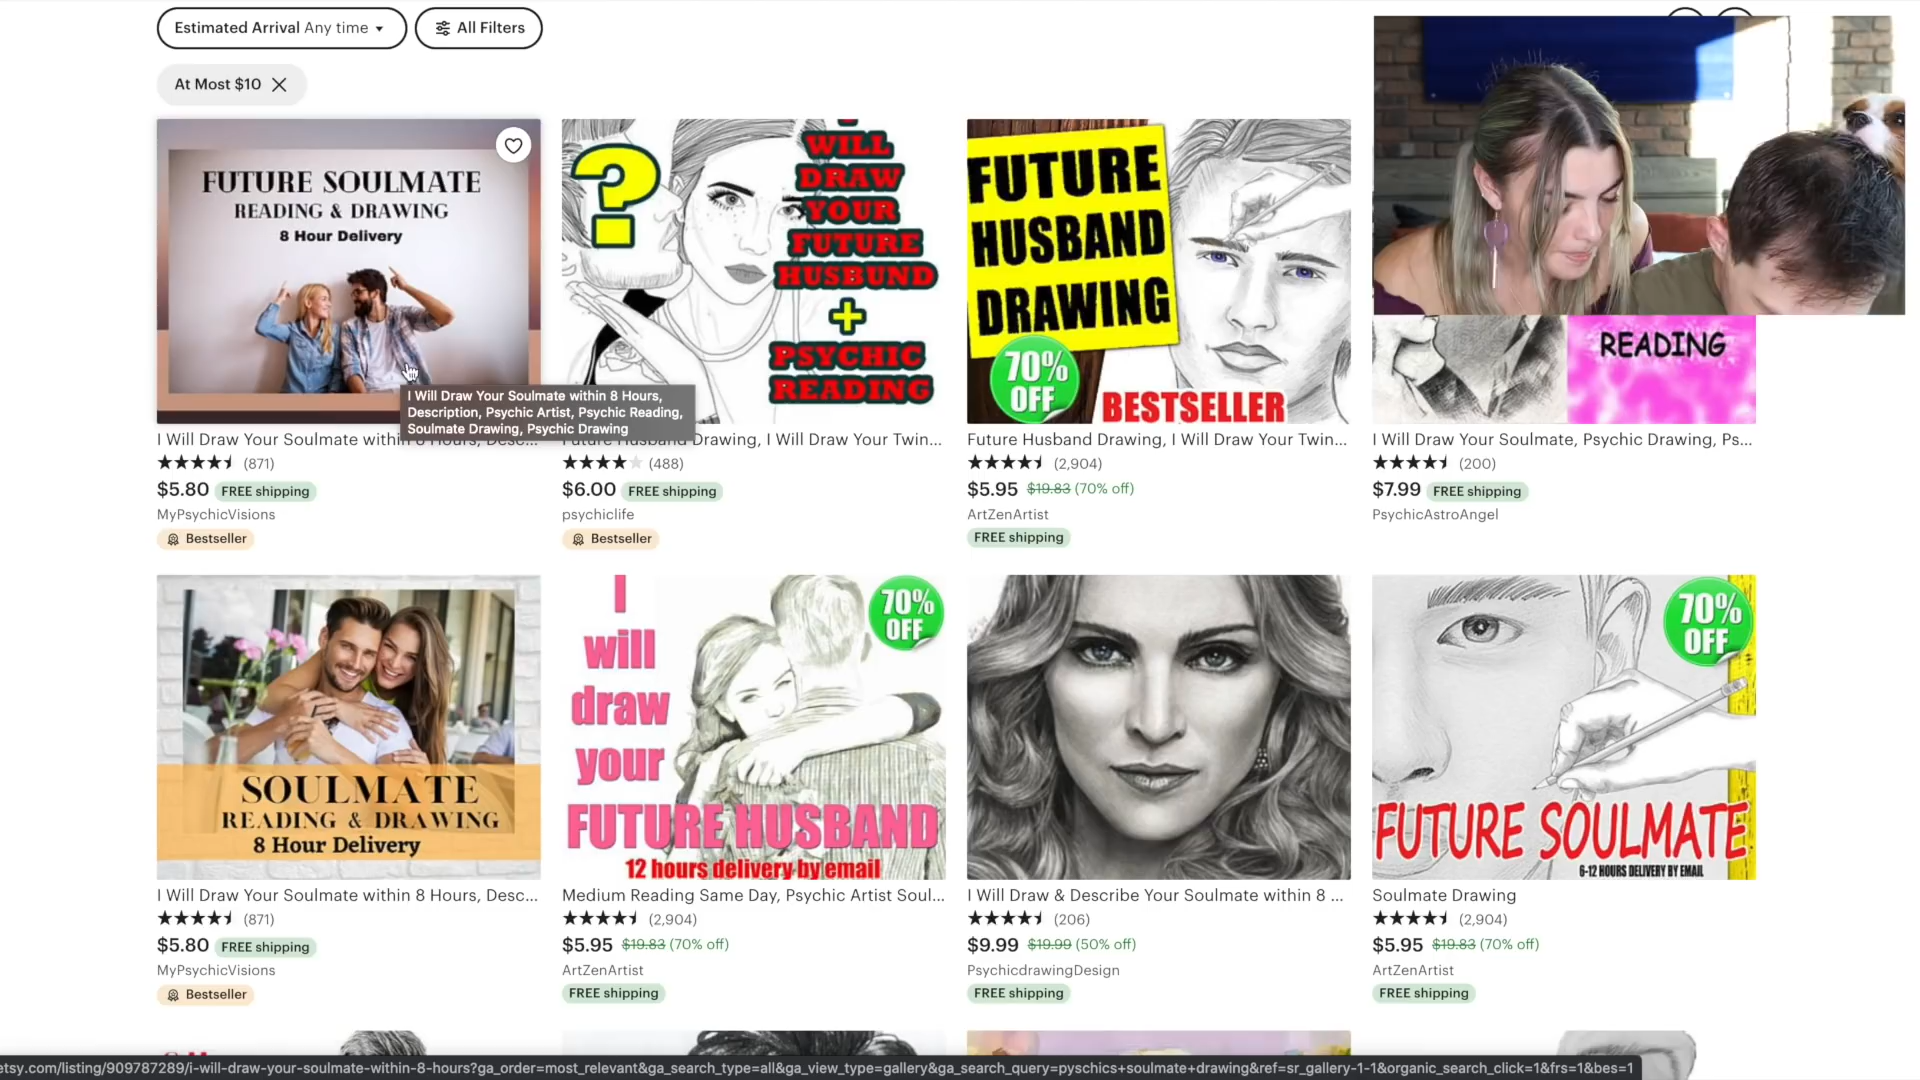 Estimated Arrival Any time
All Filters
At Most $10
FUTURE SOULMATE
READING & DRAWING
8 Hour Delivery
?
I
WILL
DRAW
YOUR
FUTURE
HUSBUND
+
PSYCHIC
READING
FUTURE
HUSBAND
DRAWING
70%
OFF
BESTSELLER
READING
I Will Draw Your Soulmate within 8 Hours,
Description, Psychic Artist, Psychic Reading,
Soulmate Drawing, Psychic Drawing
I Will Draw Your Soulmate within 8 Hours, Desc...
(871)
$5.80 FREE shipping
MyPsychicVisions
Bestseller
Future Husband Drawing, I Will Draw Your Twin...
(488)
$6.00 FREE shipping
psychiclife
Bestseller
Future Husband Drawing, I Will Draw Your Twin...
(2,904)
$5.95 $19.83 (70% off)
ArtZenArtist
FREE shipping
I Will Draw Your Soulmate, Psychic Drawing, Ps...
(200)
$7.99 FREE shipping
PsychicAstroAngel
SOULMATE
READING & DRAWING
8 Hour Delivery
I
will
draw
your
FUTURE HUSBAND
12 hours delivery by email
70%
OFF
70%
OFF
FUTURE SOULMATE
6-12 HOURS DELIVERY BY EMAIL
I Will Draw Your Soulmate within 8 Hours, Desc...
(871)
$5.80 FREE shipping
MyPsychicVisions
Bestseller
Medium Reading Same Day, Psychic Artist Soul...
(2,904)
$5.95 $19.83 (70% off)
ArtZenArtist
FREE shipping
I Will Draw & Describe Your Soulmate within 8 ...
(206)
$9.99 $19.99 (50% off)
PsychicdrawingDesign
FREE shipping
Soulmate Drawing
(2,904)
$5.95 $19.83 (70% off)
ArtZenArtist
FREE shipping
etsy.com/listing/909787289/i-will-draw-your-soulmate-within-8-hours?ga_order=most_relevant&ga_search_type=all&ga_view_type=gallery&ga_search_query=pyschics+soulmate+drawing&ref=sr_gallery-1-1&organic_search_click=1&frs=1&bes=1